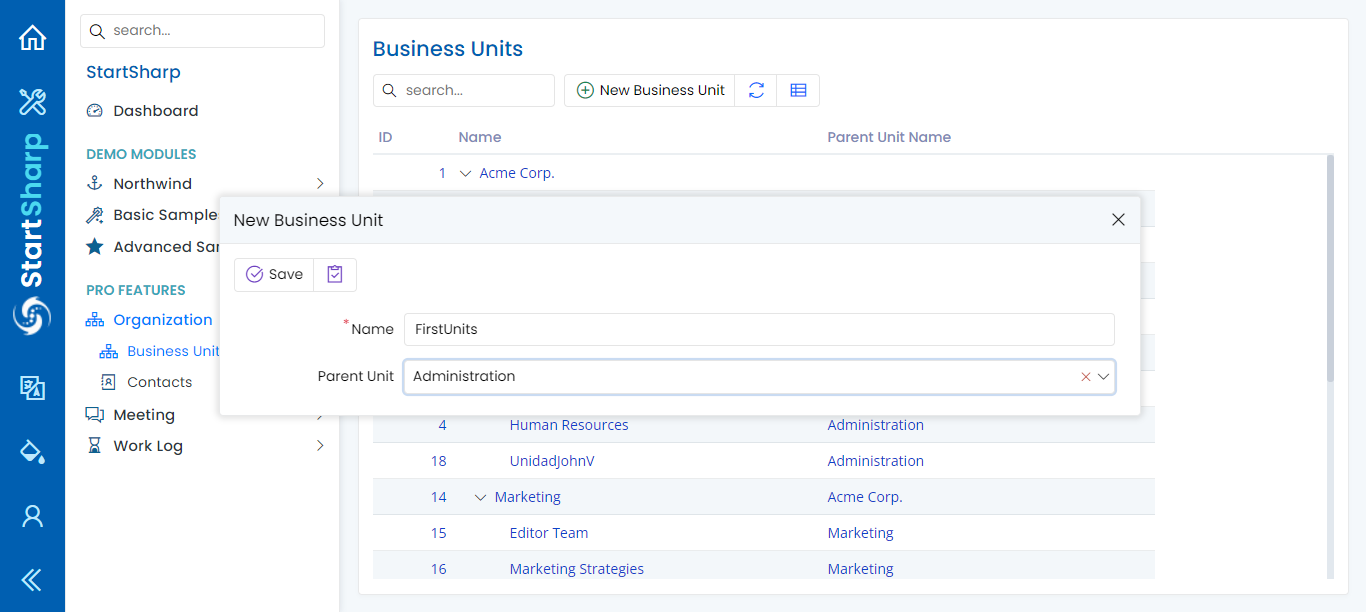 StartSharp
search...
StartSharp
Dashboard
DEMO MODULES
Northwind
Basic Sample
Advanced Sar
PRO FEATURES
Organization
Business Unit
Contacts
Meeting
Work Log
Business Units
search...
New Business Unit
ID Name Parent Unit Name
1 Acme Corp.
New Business Unit
Save
*Name FirstUnits
Parent Unit Administration
4 Human Resources Administration
18 UnidadJohnV Administration
14 Marketing Acme Corp.
15 Editor Team Marketing
16 Marketing Strategies Marketing